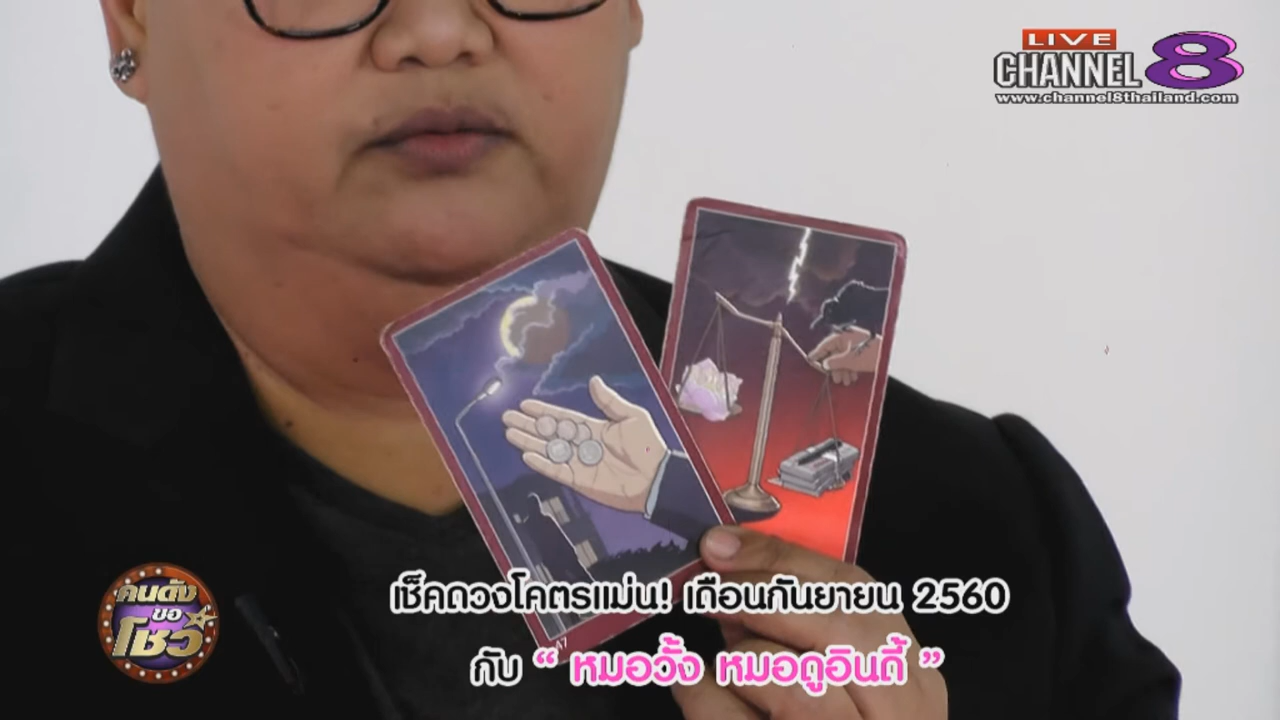 LIVE
CHANNEL 8
www.channel8thailand.com
คนดัง
ขอ
โชว์
เช็คดวงโคตรแม่น! เดือนกันยายน 2560
กับ “ หมอวั้ง หมอดูอินดี้ ”